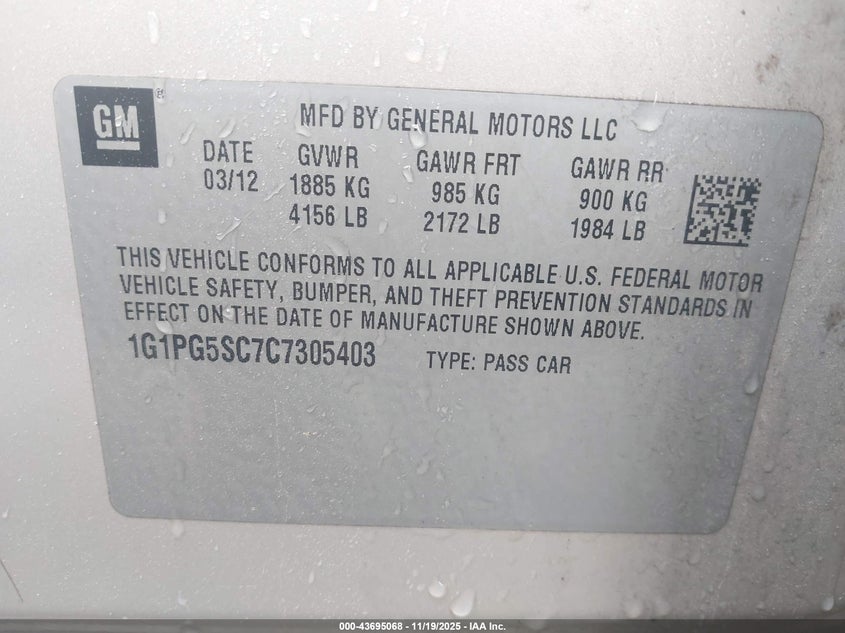 GM®
MFD BY GENERAL MOTORS LLC
DATE GVWR GAWR FRT GAWR RR
03/12 1885 KG 985 KG 900 KG
4156 LB 2172 LB 1984 LB
THIS VEHICLE CONFORMS TO ALL APPLICABLE U.S. FEDERAL MOTOR
VEHICLE SAFETY, BUMPER, AND THEFT PREVENTION STANDARDS IN
EFFECT ON THE DATE OF MANUFACTURE SHOWN ABOVE.
1G1PG5SC7C7305403 TYPE: PASS CAR
000-43695068 - 11/19/2025 - IAA Inc.